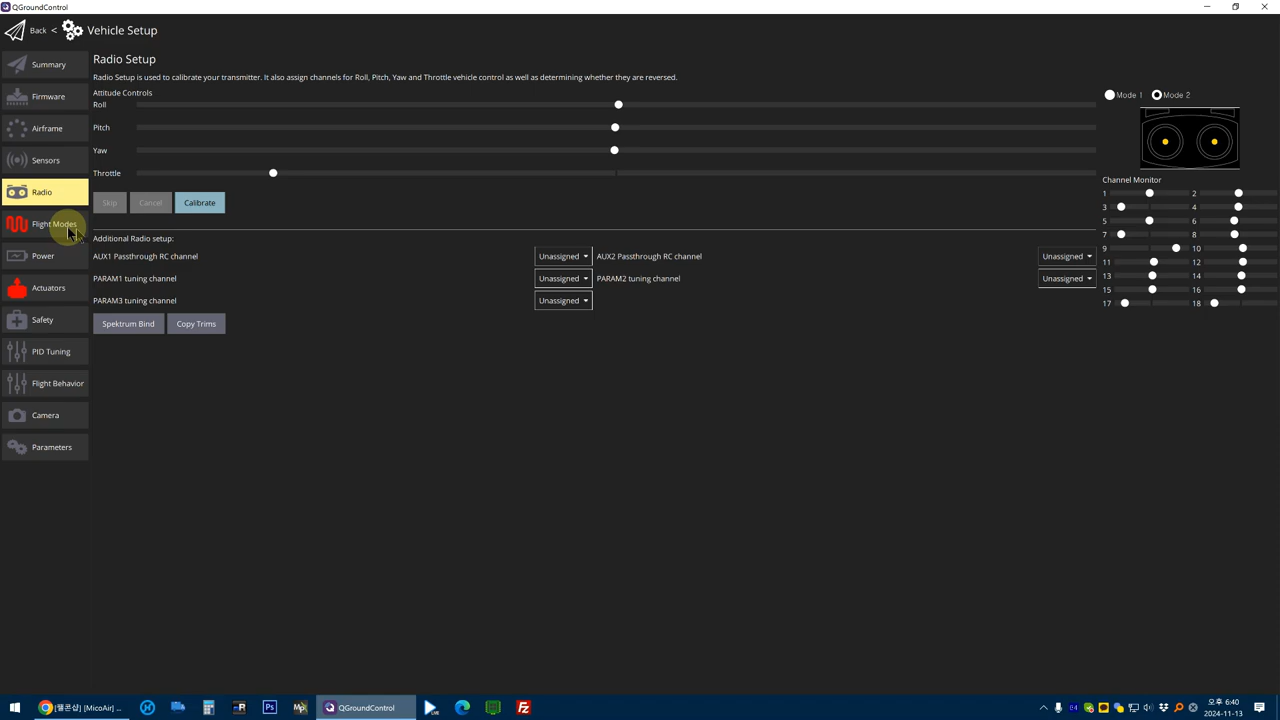 QGroundControl
Back < Vehicle Setup
Summary
Firmware
Airframe
Sensors
Radio
Flight Modes
Power
Actuators
Safety
PID Tuning
Flight Behavior
Camera
Parameters
Radio Setup
Radio Setup is used to calibrate your transmitter. It also assign channels for Roll, Pitch, Yaw and Throttle vehicle control as well as determining whether they are reversed.
Attitude Controls
Roll
Pitch
Yaw
Throttle
Skip Cancel Calibrate
Additional Radio setup:
AUX1 Passthrough RC channel Unassigned AUX2 Passthrough RC channel Unassigned
PARAM1 tuning channel Unassigned PARAM2 tuning channel Unassigned
PARAM3 tuning channel Unassigned
Spektrum Bind Copy Trims
Mode 1 Mode 2
Channel Monitor
1 2
3 4
5 6
7 8
9 10
11 12
13 14
15 16
17 18
[펠콘샵] [MicoAir] ...
Ps
QGroundControl
LIVE
오후 6:40
2024-11-13